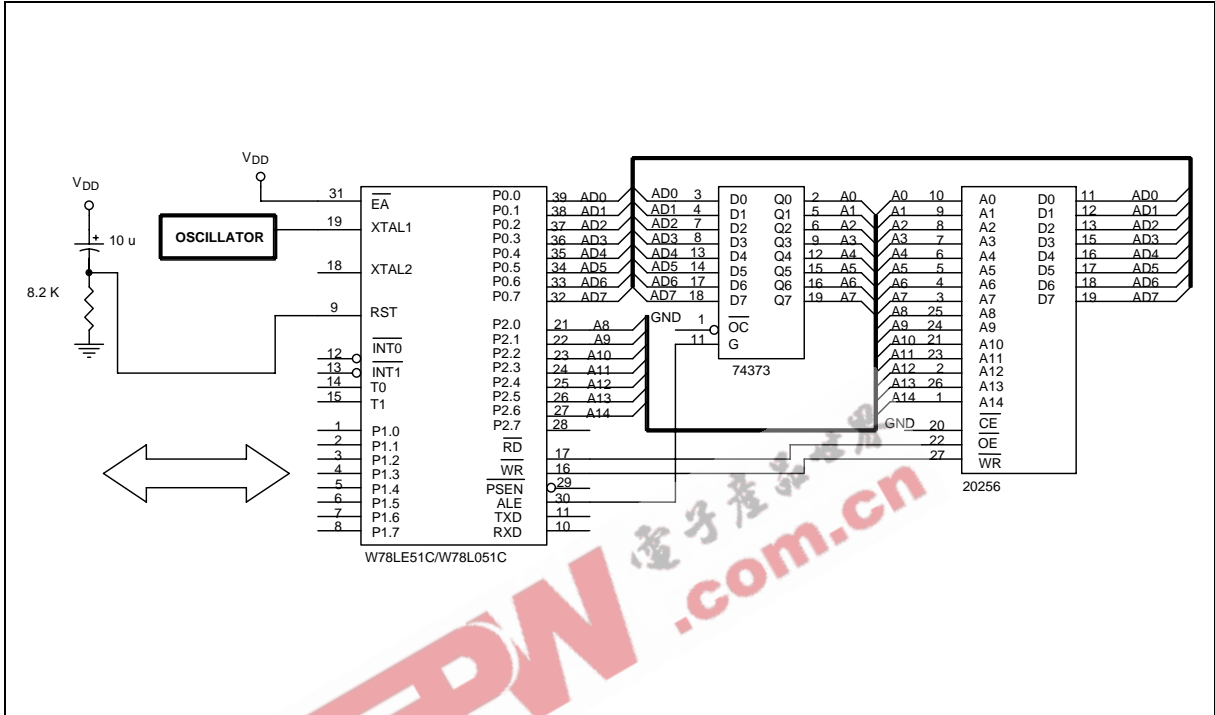 VDD
VDD
10 u
8.2 K
OSCILLATOR
31 EA
19 XTAL1
18 XTAL2
9 RST
12 INT0
13 INT1
14 T0
15 T1
1 P1.0
2 P1.1
3 P1.2
4 P1.3
5 P1.4
6 P1.5
7 P1.6
8 P1.7
P0.0 39 AD0
P0.1 38 AD1
P0.2 37 AD2
P0.3 36 AD3
P0.4 35 AD4
P0.5 34 AD5
P0.6 33 AD6
P0.7 32 AD7
P2.0 21 A8
P2.1 22 A9
P2.2 23 A10
P2.3 24 A11
P2.4 25 A12
P2.5 26 A13
P2.6 27 A14
P2.7 28
RD 17
WR 16
PSEN 29
ALE 30
TXD 11
RXD 10
W78LE51C/W78L051C
AD0 3 D0 Q0 2 A0
AD1 4 D1 Q1 5 A1
AD2 7 D2 Q2 6 A2
AD3 8 D3 Q3 9 A3
AD4 13 D4 Q4 12 A4
AD5 14 D5 Q5 15 A5
AD6 17 D6 Q6 16 A6
AD7 18 D7 Q7 19 A7
GND 1 OC
11 G
74373
A0 10 A0 D0 11 AD0
A1 9 A1 D1 12 AD1
A2 8 A2 D2 13 AD2
A3 7 A3 D3 15 AD3
A4 6 A4 D4 16 AD4
A5 5 A5 D5 17 AD5
A6 4 A6 D6 18 AD6
A7 3 A7 D7 19 AD7
A8 25 A8
A9 24 A9
A10 21 A10
A11 23 A11
A12 2 A12
A13 26 A13
A14 1 A14
GND 20 CE
22 OE
27 WR
20256
電子產品世界
.com.cn